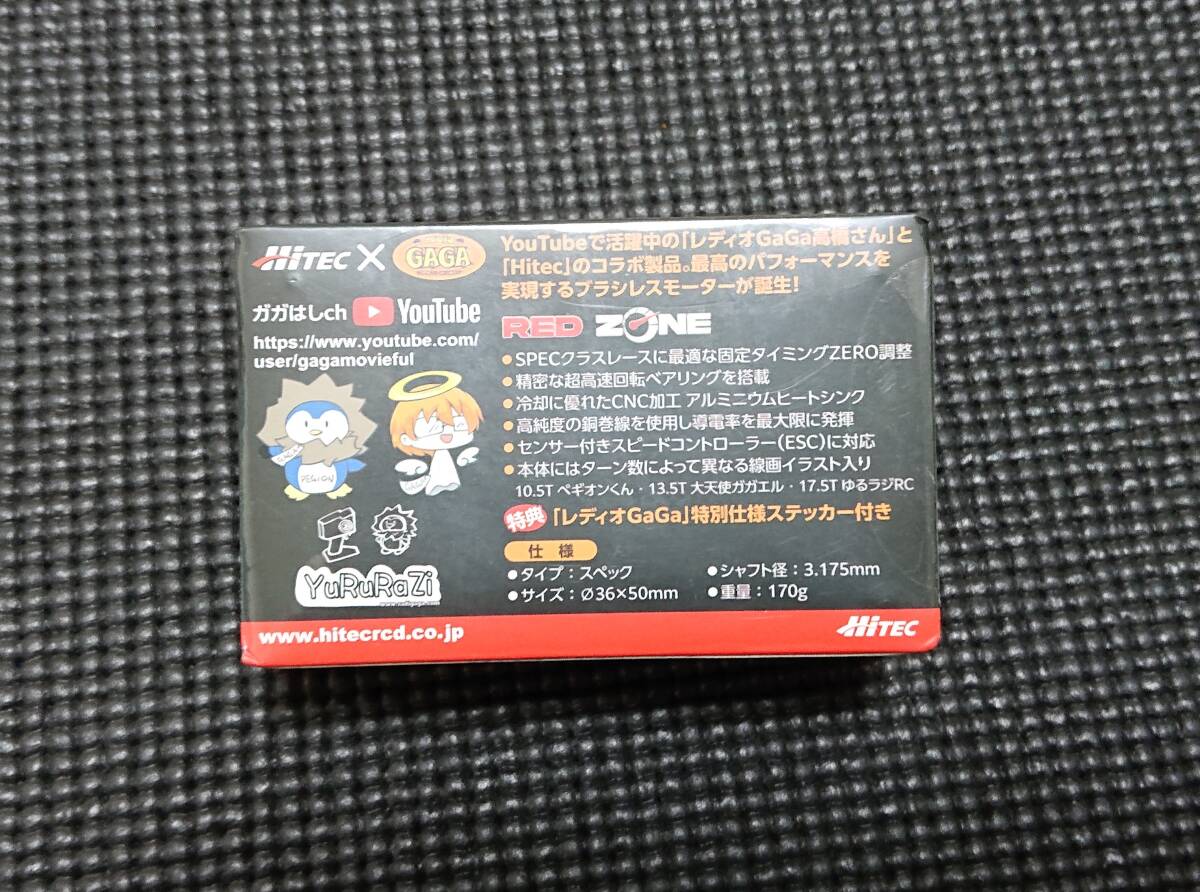 HITEC × GAGA
YouTubeで活躍中の「レディオGaGa高橋さん」と
「Hitec」のコラボ製品。最高のパフォーマンスを
実現するブラシレスモーターが誕生!
ガガはしch YouTube
https://www.youtube.com/
user/gagamovieful
RED ZONE
●SPECクラスレースに最適な固定タイミングZERO調整
●精密な超高速回転ベアリングを搭載
●冷却に優れたCNC加工 アルミニウムヒートシンク
●高純度の銅巻線を使用し導電率を最大限に発揮
●センサー付きスピードコントローラー(ESC)に対応
●本体にはターン数によって異なる線画イラスト入り
10.5T ペギオンくん・13.5T 大天使ガガエル・17.5T ゆるラジRC
特典 「レディオGaGa」特別仕様ステッカー付き
仕 様
●タイプ:スペック ●シャフト径:3.175mm
●サイズ:Ø36×50mm ●重量:170g
PEGION
YuRuRaZi
www.hitecrcd.co.jp
HITEC